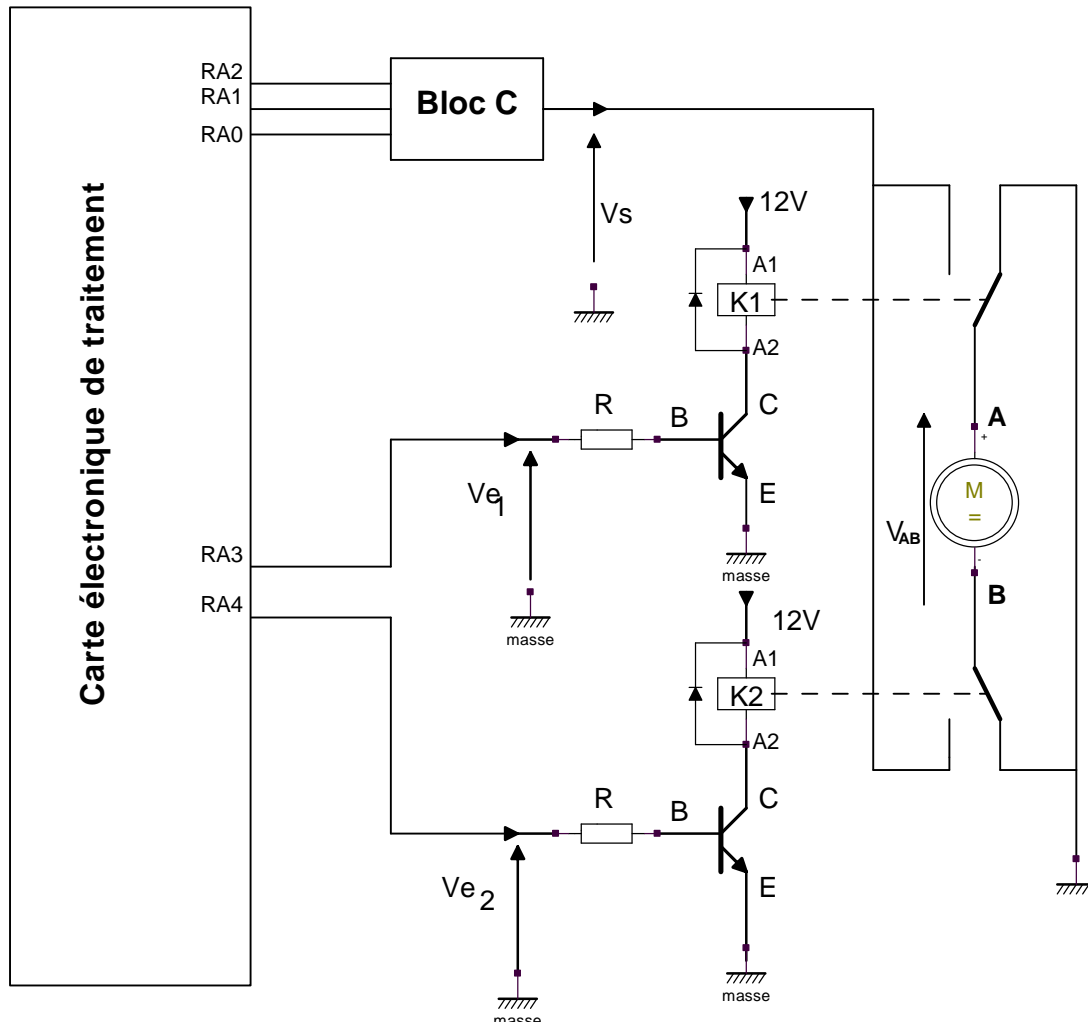 Carte électronique de traitement
RA2
RA1
RA0
Bloc C
Vs
12V
A1
K1
A2
R
B
C
E
Ve1
masse
masse
RA3
RA4
12V
A1
K2
A2
R
B
C
E
Ve2
masse
masse
A
+
M
=
VAB
-
B